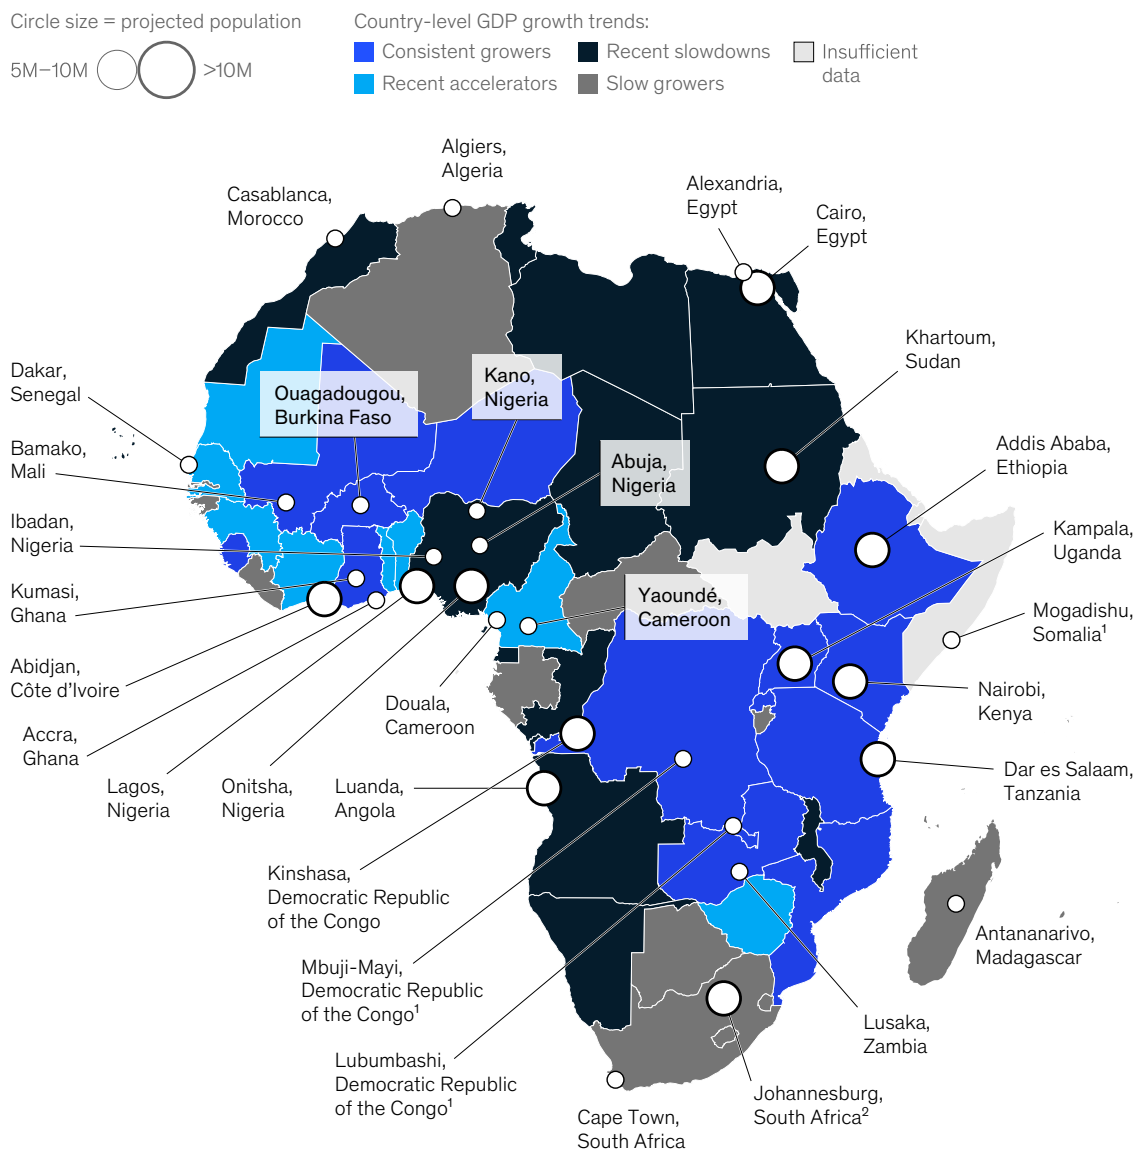 Circle size = projected population
5M–10M
>10M
Country-level GDP growth trends:
Consistent growers
Recent accelerators
Recent slowdowns
Slow growers
Insufficient
data
Algiers,
Algeria
Casablanca,
Morocco
Alexandria,
Egypt
Cairo,
Egypt
Khartoum,
Sudan
Dakar,
Senegal
Ouagadougou,
Burkina Faso
Kano,
Nigeria
Bamako,
Mali
Abuja,
Nigeria
Addis Ababa,
Ethiopia
Ibadan,
Nigeria
Kampala,
Uganda
Kumasi,
Ghana
Yaoundé,
Cameroon
Mogadishu,
Somalia¹
Abidjan,
Côte d’Ivoire
Nairobi,
Kenya
Douala,
Cameroon
Accra,
Ghana
Dar es Salaam,
Tanzania
Lagos,
Nigeria
Onitsha,
Nigeria
Luanda,
Angola
Kinshasa,
Democratic Republic
of the Congo
Antananarivo,
Madagascar
Mbuji-Mayi,
Democratic Republic
of the Congo¹
Lusaka,
Zambia
Lubumbashi,
Democratic Republic
of the Congo¹
Johannesburg,
South Africa²
Cape Town,
South Africa